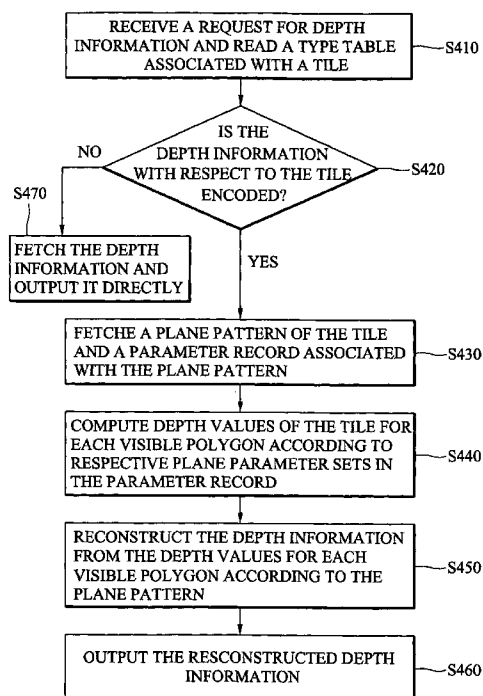 RECEIVE A REQUEST FOR DEPTH
INFORMATION AND READ A TYPE TABLE
ASSOCIATED WITH A TILE
S410
IS THE
DEPTH INFORMATION
WITH RESPECT TO THE TILE
ENCODED?
S420
NO
S470
FETCH THE DEPTH
INFORMATION AND
OUTPUT IT DIRECTLY
YES
FETCHE A PLANE PATTERN OF THE TILE
AND A PARAMETER RECORD ASSOCIATED
WITH THE PLANE PATTERN
S430
COMPUTE DEPTH VALUES OF THE TILE FOR
EACH VISIBLE POLYGON ACCORDING TO
RESPECTIVE PLANE PARAMETER SETS IN
THE PARAMETER RECORD
S440
RECONSTRUCT THE DEPTH INFORMATION
FROM THE DEPTH VALUES FOR EACH
VISIBLE POLYGON ACCORDING TO THE
PLANE PATTERN
S450
OUTPUT THE RESCONSTRUCTED DEPTH
INFORMATION
S460